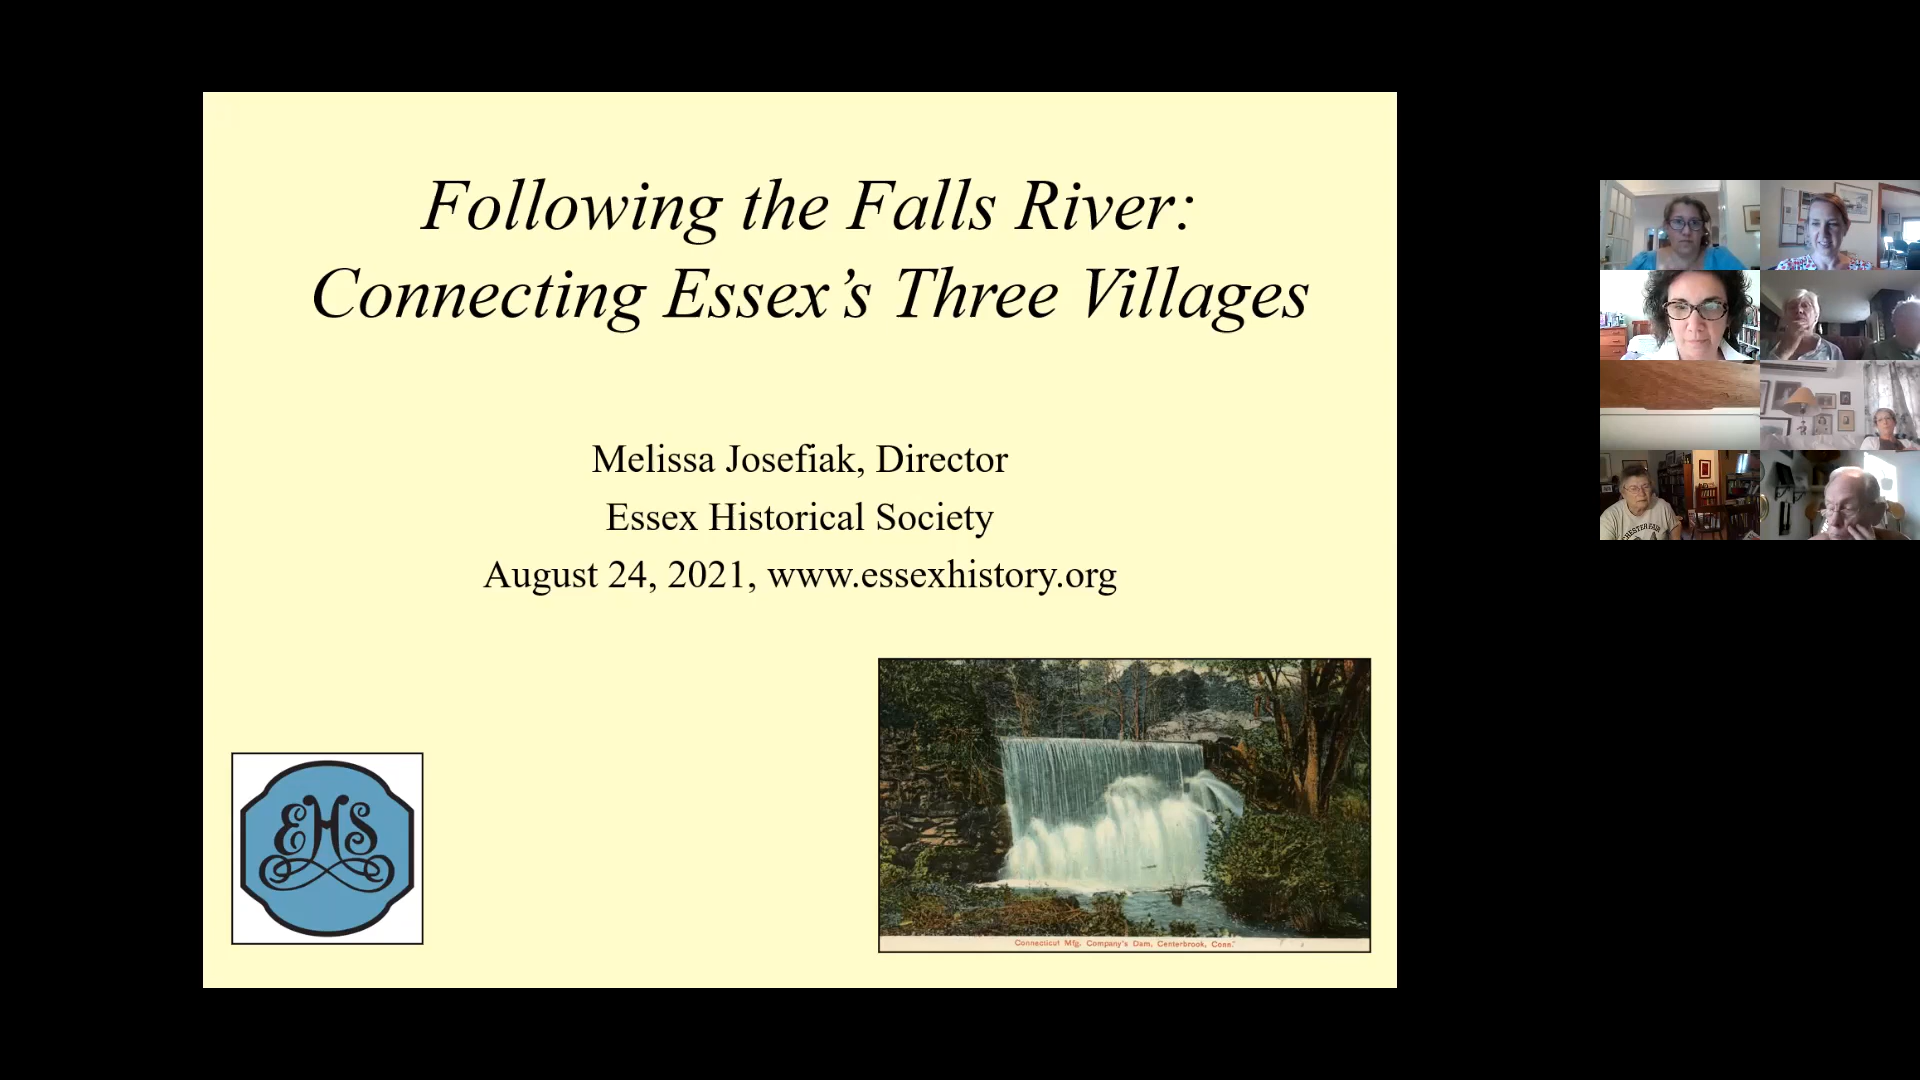 Following the Falls River:
Connecting Essex’s Three Villages
Melissa Josefiak, Director
Essex Historical Society
August 24, 2021, www.essexhistory.org
EHS
Connecticut Mfg. Company's Dam, Centerbrook, Conn.